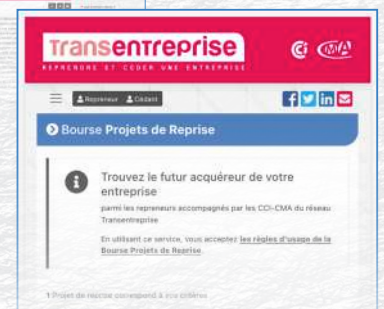 Transentreprise
REPRENDRE ET CÉDER UNE ENTREPRISE
CCI CMA
Repreneur Cédant
Bourse Projets de Reprise
Trouvez le futur acquéreur de votre
entreprise
parmi les repreneurs accompagnés par les CCI-CMA du réseau
Transentreprise
En utilisant ce service, vous acceptez les règles d'usage de la
Bourse Projets de Reprise.
1 Projet de reprise correspond à vos critères